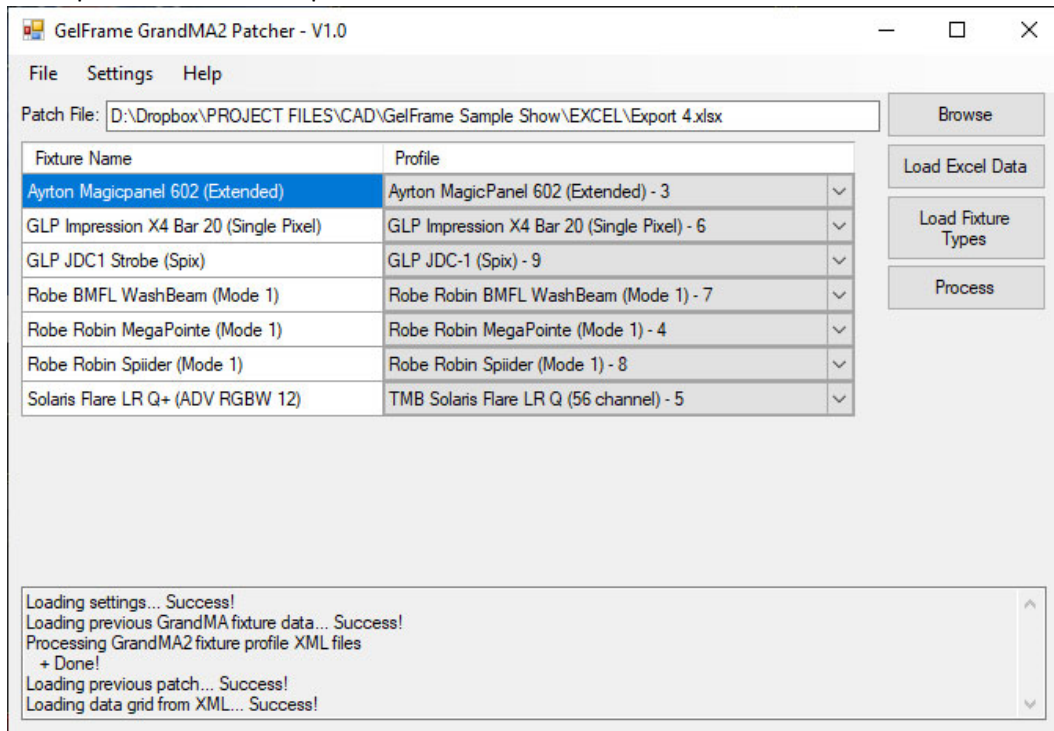 GelFrame GrandMA2 Patcher - V1.0
File Settings Help
Patch File: D:\Dropbox\PROJECT FILES\CAD\GelFrame Sample Show\EXCEL\Export 4.xlsx Browse
Fixture Name Profile
Load Excel Data
Ayrton Magicpanel 602 (Extended) Ayrton MagicPanel 602 (Extended) - 3
GLP Impression X4 Bar 20 (Single Pixel) GLP Impression X4 Bar 20 (Single Pixel) - 6
Load Fixture
Types
GLP JDC1 Strobe (Spix) GLP JDC-1 (Spix) - 9
Robe BMFL WashBeam (Mode 1) Robe Robin BMFL WashBeam (Mode 1) - 7
Process
Robe Robin MegaPointe (Mode 1) Robe Robin MegaPointe (Mode 1) - 4
Robe Robin Spiider (Mode 1) Robe Robin Spiider (Mode 1) - 8
Solaris Flare LR Q+ (ADV RGBW 12) TMB Solaris Flare LR Q (56 channel) - 5
Loading settings... Success!
Loading previous GrandMA fixture data... Success!
Processing GrandMA2 fixture profile XML files
+ Done!
Loading previous patch... Success!
Loading data grid from XML... Success!